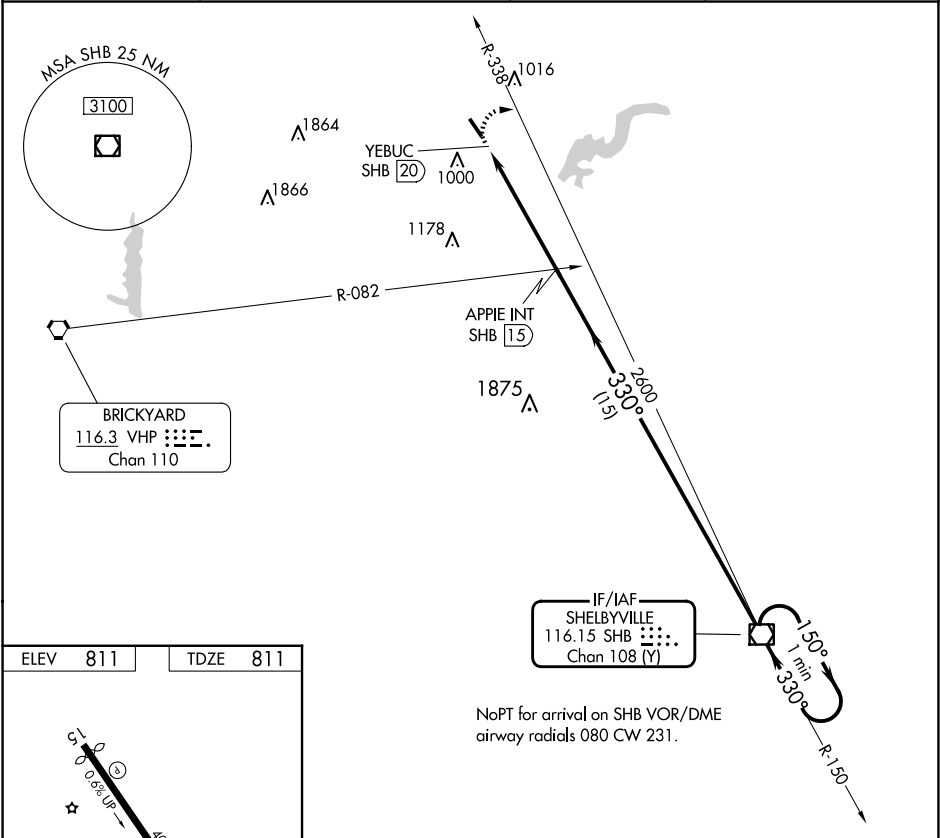 MSA SHB 25 NM
3100
R-338
1016
1864
YEBUC
SHB 20
1000
1866
1178
R-082
APPIE INT
SHB 15
2600
330°
(15)
1875
BRICKYARD
116.3 VHP
Chan 110
IF/IAF
SHELBYVILLE
116.15 SHB
Chan 108 (Y)
150°
1 min
330°
NoPT for arrival on SHB VOR/DME
airway radials 080 CW 231.
R-150
ELEV 811
TDZE 811
15
P
0.6% UP